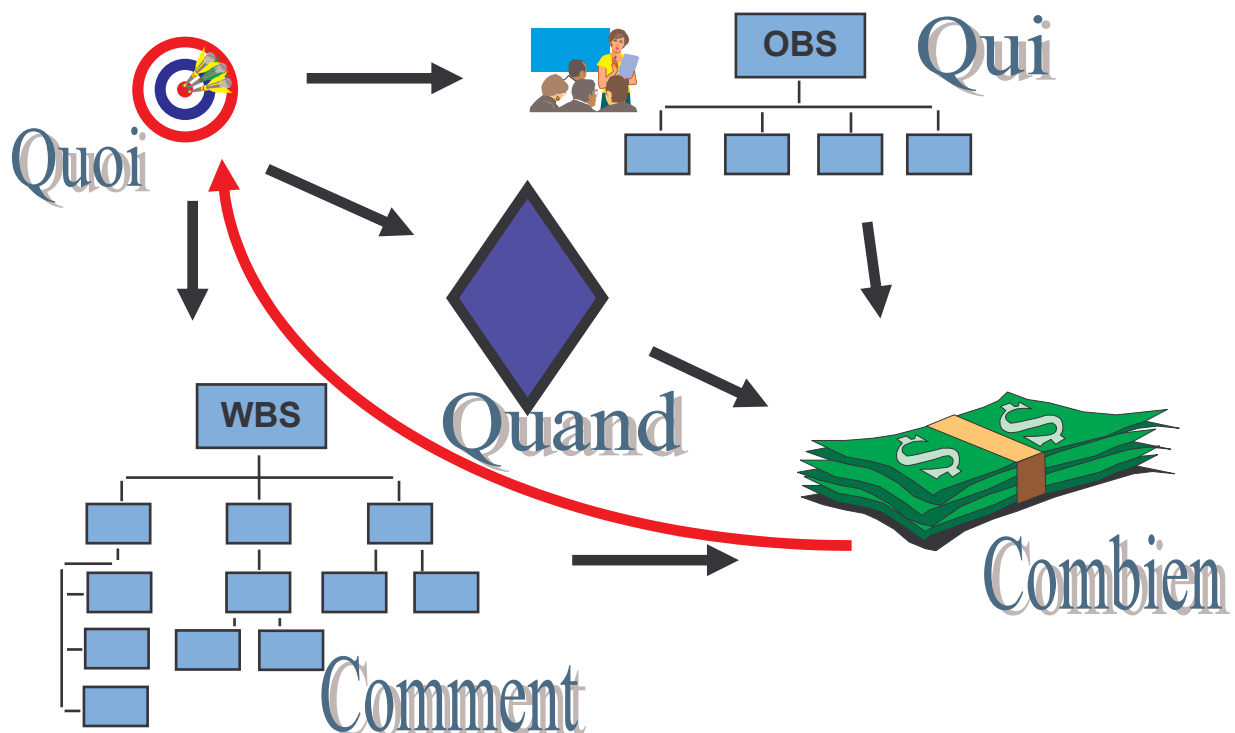 OBS
Qui
Quoi
WBS
Quand
$ $
Combien
Comment